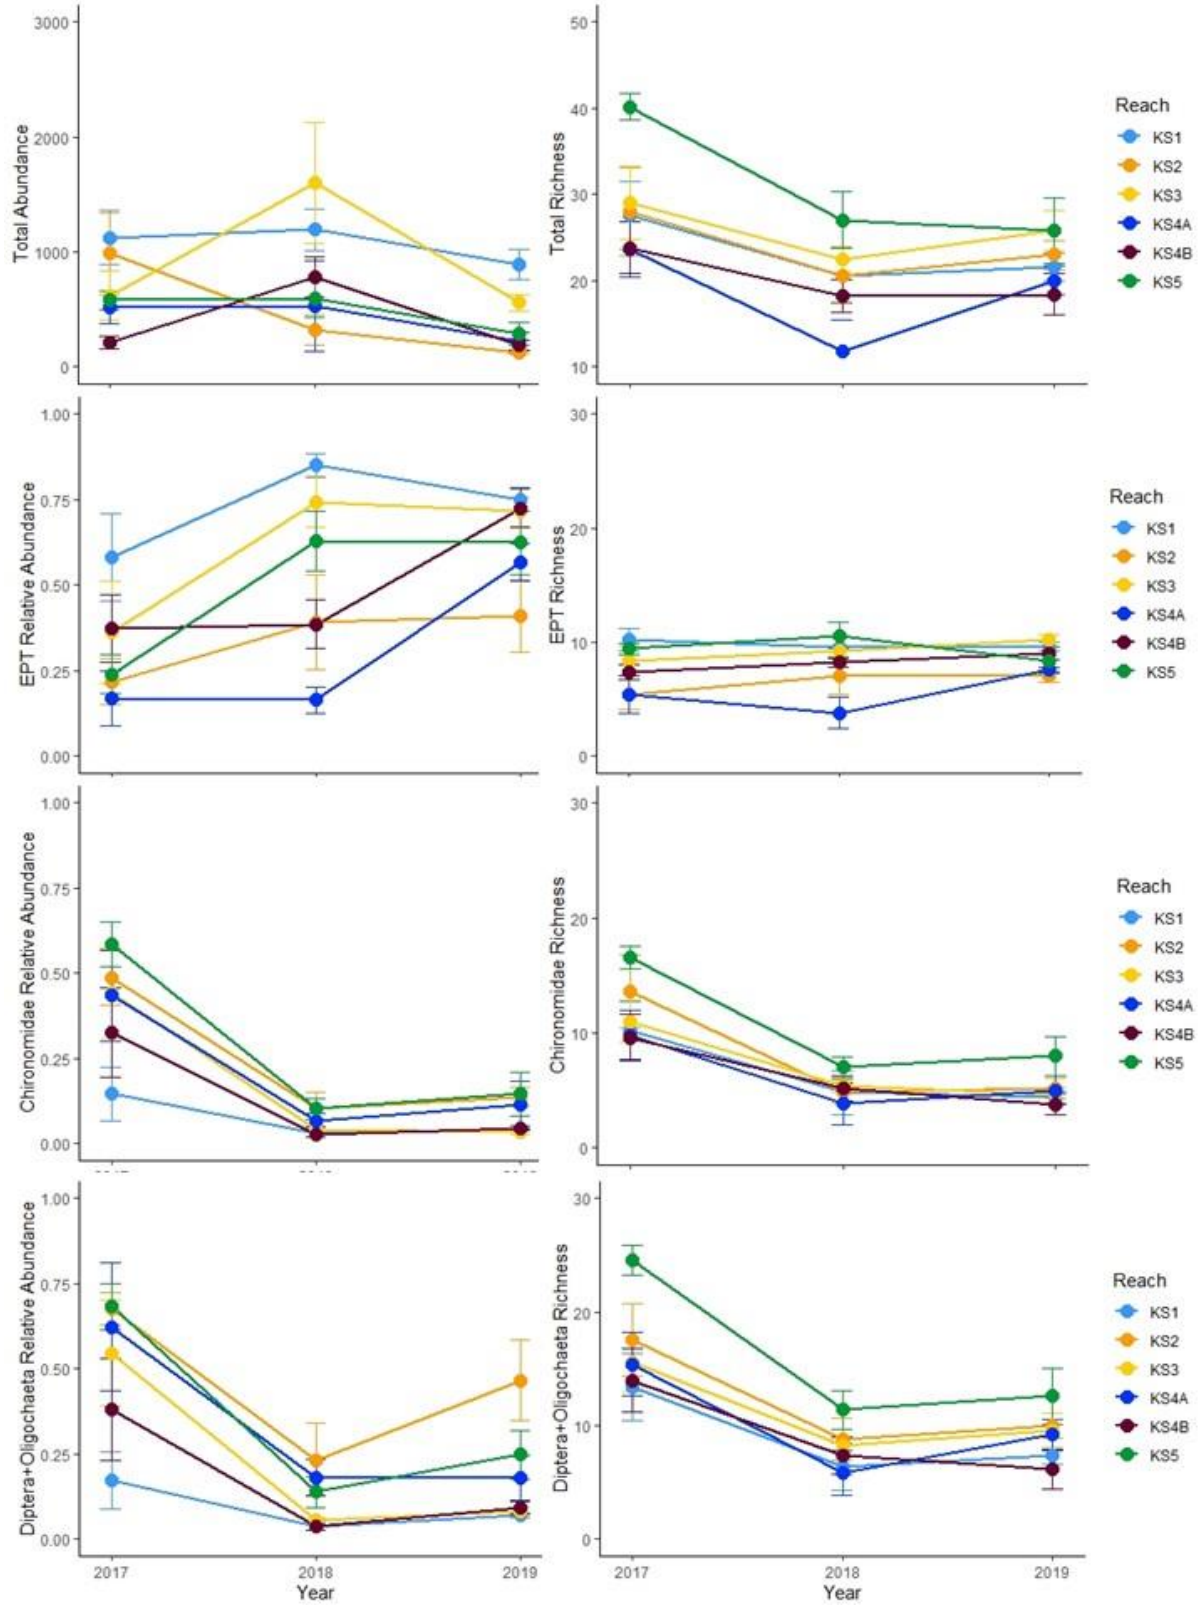 Total Abundance
3000
2000
1000
0
Total Richness
50
40
30
20
10
Reach
KS1
KS2
KS3
KS4A
KS4B
KS5
EPT Relative Abundance
1.00
0.75
0.50
0.25
0.00
EPT Richness
30
20
10
0
Reach
KS1
KS2
KS3
KS4A
KS4B
KS5
Chironomidae Relative Abundance
1.00
0.75
0.50
0.25
0.00
Chironomidae Richness
30
20
10
0
Reach
KS1
KS2
KS3
KS4A
KS4B
KS5
Diptera+Oligochaeta Relative Abundance
1.00
0.75
0.50
0.25
0.00
2017 2018 2019
Year
Diptera+Oligochaeta Richness
30
20
10
0
2017 2018 2019
Year
Reach
KS1
KS2
KS3
KS4A
KS4B
KS5